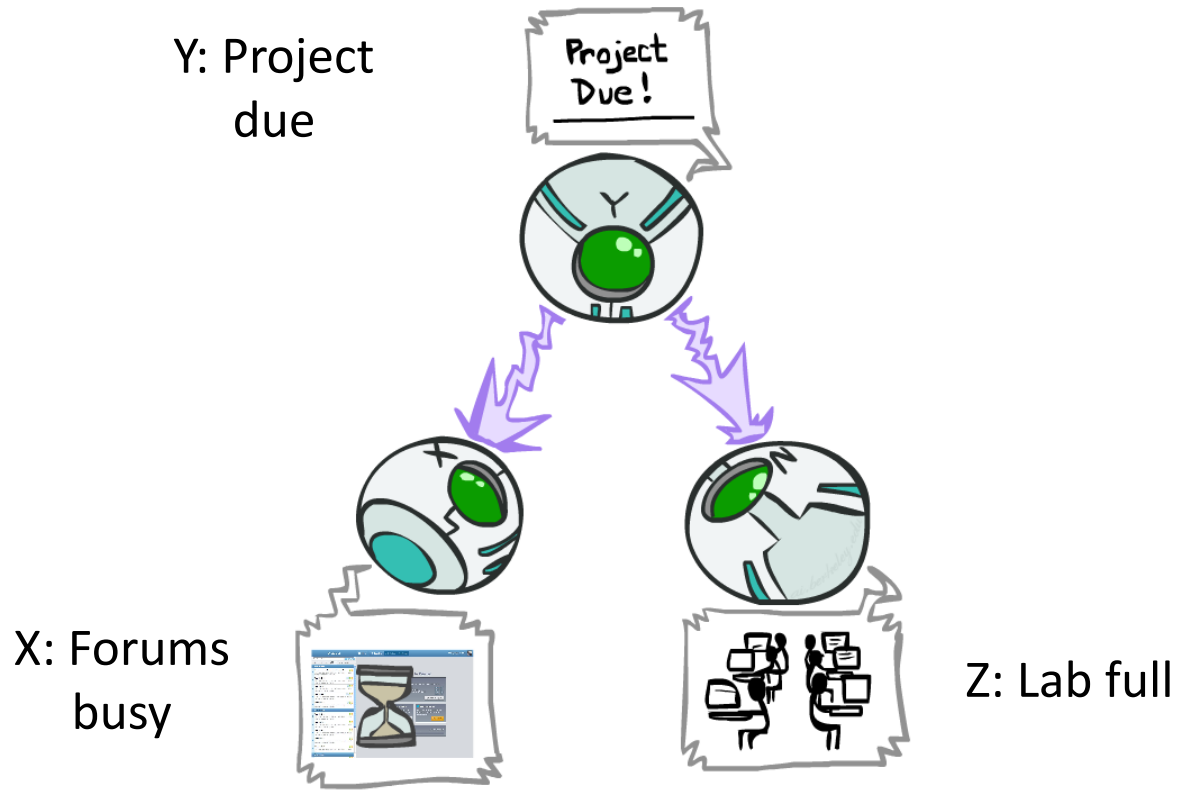 Y: Project
due
Project
Due!
Y
X
Z
X: Forums
busy
Z: Lab full